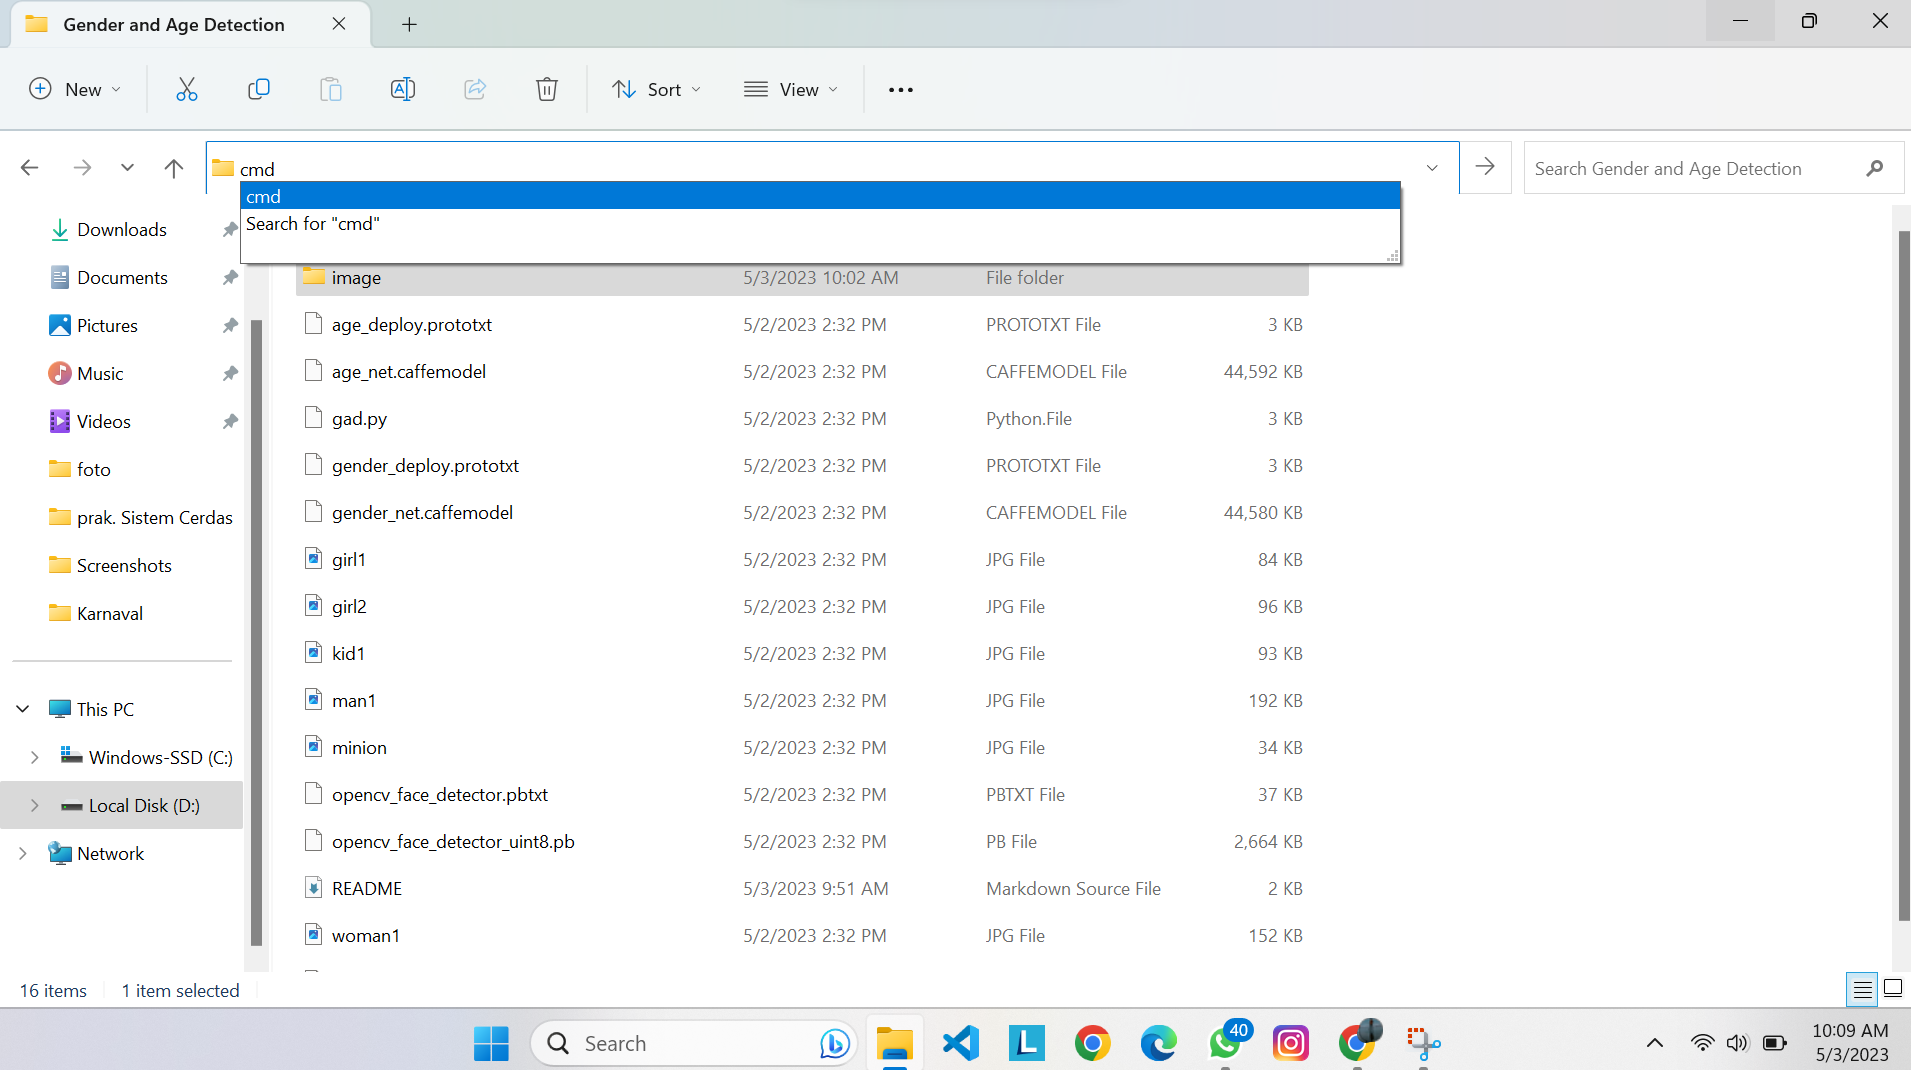 Gender and Age Detection
New
Sort
View
cmd
Search Gender and Age Detection
cmd
Search for "cmd"
Downloads
Documents
Pictures
Music
Videos
foto
prak. Sistem Cerdas
Screenshots
Karnaval
This PC
Windows-SSD (C:)
Local Disk (D:)
Network
image 5/3/2023 10:02 AM File folder
age_deploy.prototxt 5/2/2023 2:32 PM PROTOTXT File 3 KB
age_net.caffemodel 5/2/2023 2:32 PM CAFFEMODEL File 44,592 KB
gad.py 5/2/2023 2:32 PM Python.File 3 KB
gender_deploy.prototxt 5/2/2023 2:32 PM PROTOTXT File 3 KB
gender_net.caffemodel 5/2/2023 2:32 PM CAFFEMODEL File 44,580 KB
girl1 5/2/2023 2:32 PM JPG File 84 KB
girl2 5/2/2023 2:32 PM JPG File 96 KB
kid1 5/2/2023 2:32 PM JPG File 93 KB
man1 5/2/2023 2:32 PM JPG File 192 KB
minion 5/2/2023 2:32 PM JPG File 34 KB
opencv_face_detector.pbtxt 5/2/2023 2:32 PM PBTXT File 37 KB
opencv_face_detector_uint8.pb 5/2/2023 2:32 PM PB File 2,664 KB
README 5/3/2023 9:51 AM Markdown Source File 2 KB
woman1 5/2/2023 2:32 PM JPG File 152 KB
16 items 1 item selected
Search
L
40
10:09 AM
5/3/2023